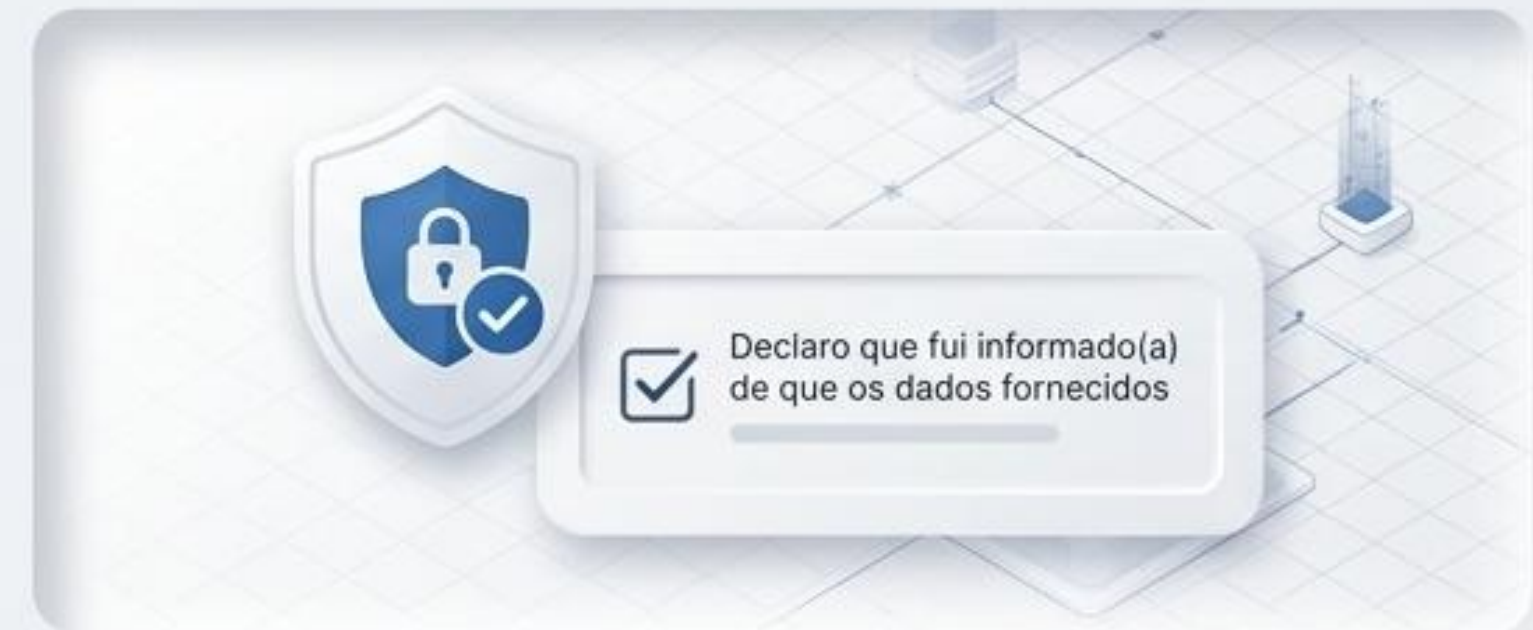 Declaro que fui informado(a)
de que os dados fornecidos